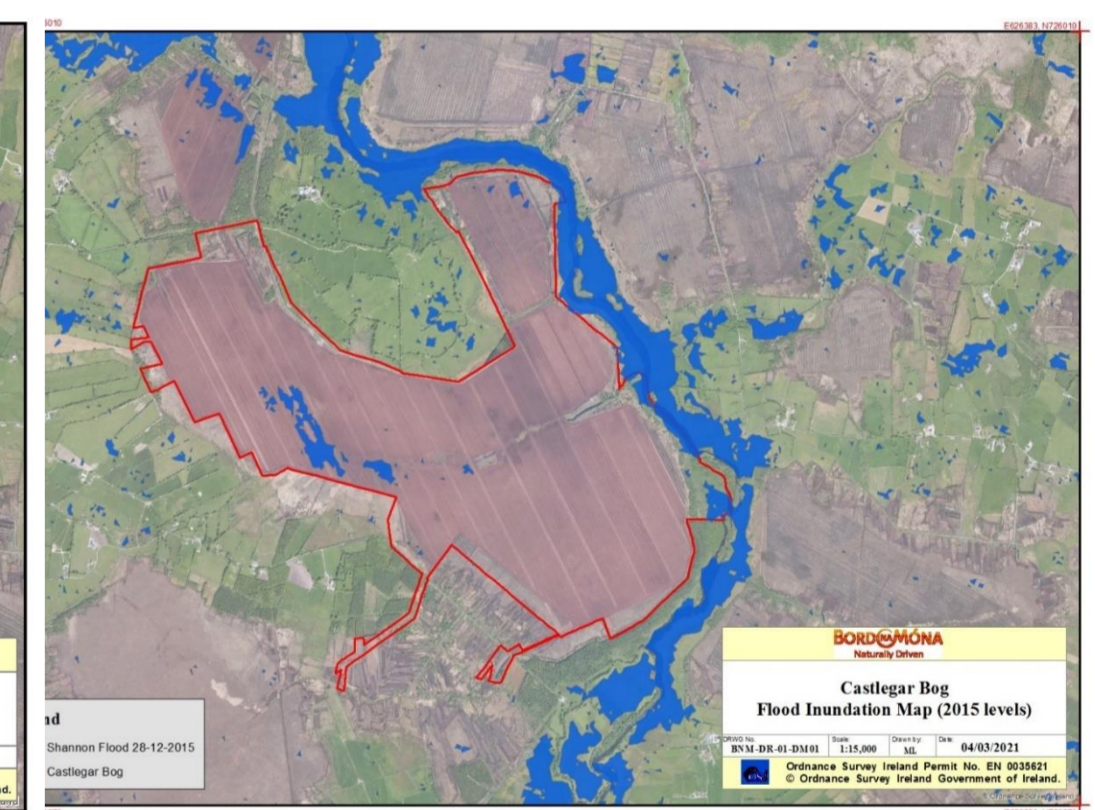 6010
E626383, N726010
BORD NA MÓNA
Naturally Driven
Castlegar Bog
Flood Inundation Map (2015 levels)
DRWG No.
Scale:
Drawn by:
Date:
BNM-DR-01-DM01
1:15,000
ML
04/03/2021
Ordnance Survey Ireland Permit No. EN 0035621
© Ordnance Survey Ireland Government of Ireland.
nd
Shannon Flood 28-12-2015
Castlegar Bog
d.